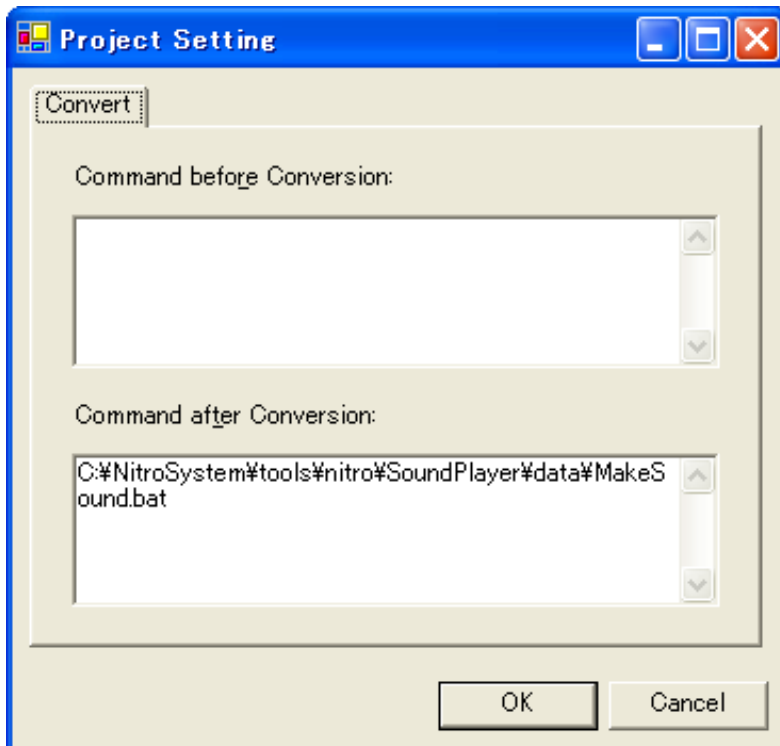 Project Setting
Convert
Command before Conversion:
Command after Conversion:
C:¥NitroSystem¥tools¥nitro¥SoundPlayer¥data¥MakeS
ound.bat
OK
Cancel